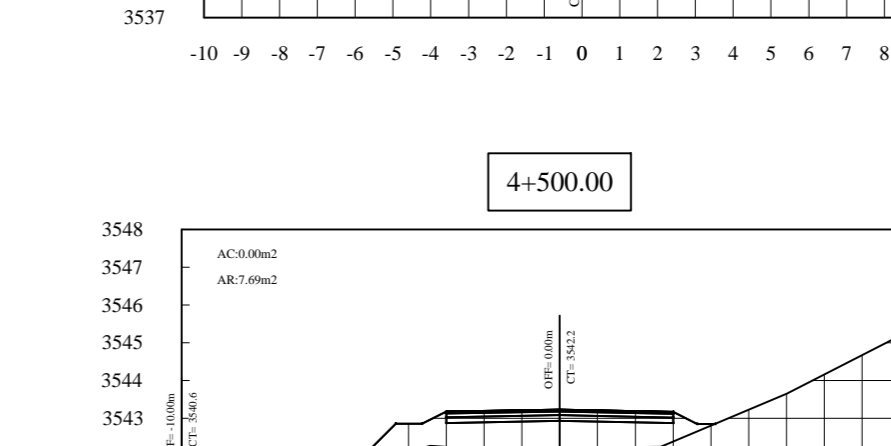 3537
-10 -9 -8 -7 -6 -5 -4 -3 -2 -1 0 1 2 3 4 5 6 7 8
4+500.00
3548
AC:0.00m2
3547
AR:7.69m2
3546
3545
OFF= 0.00m
CT= 3542.2
3544
3543
F= -10.00m
CT= 3540.6